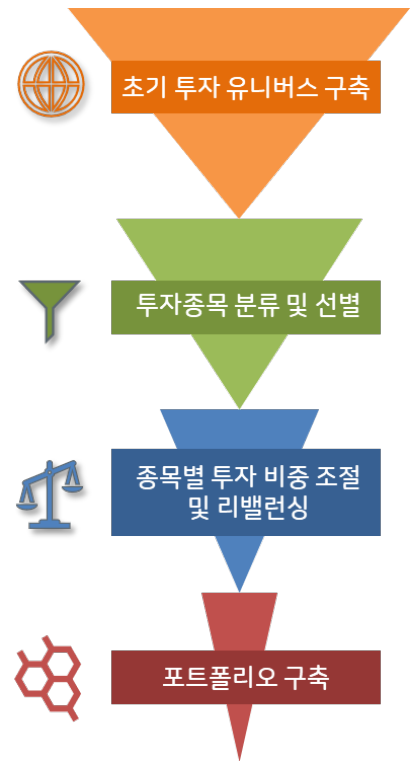 초기 투자 유니버스 구축
투자종목 분류 및 선별
종목별 투자 비중 조절
및 리밸런싱
포트폴리오 구축